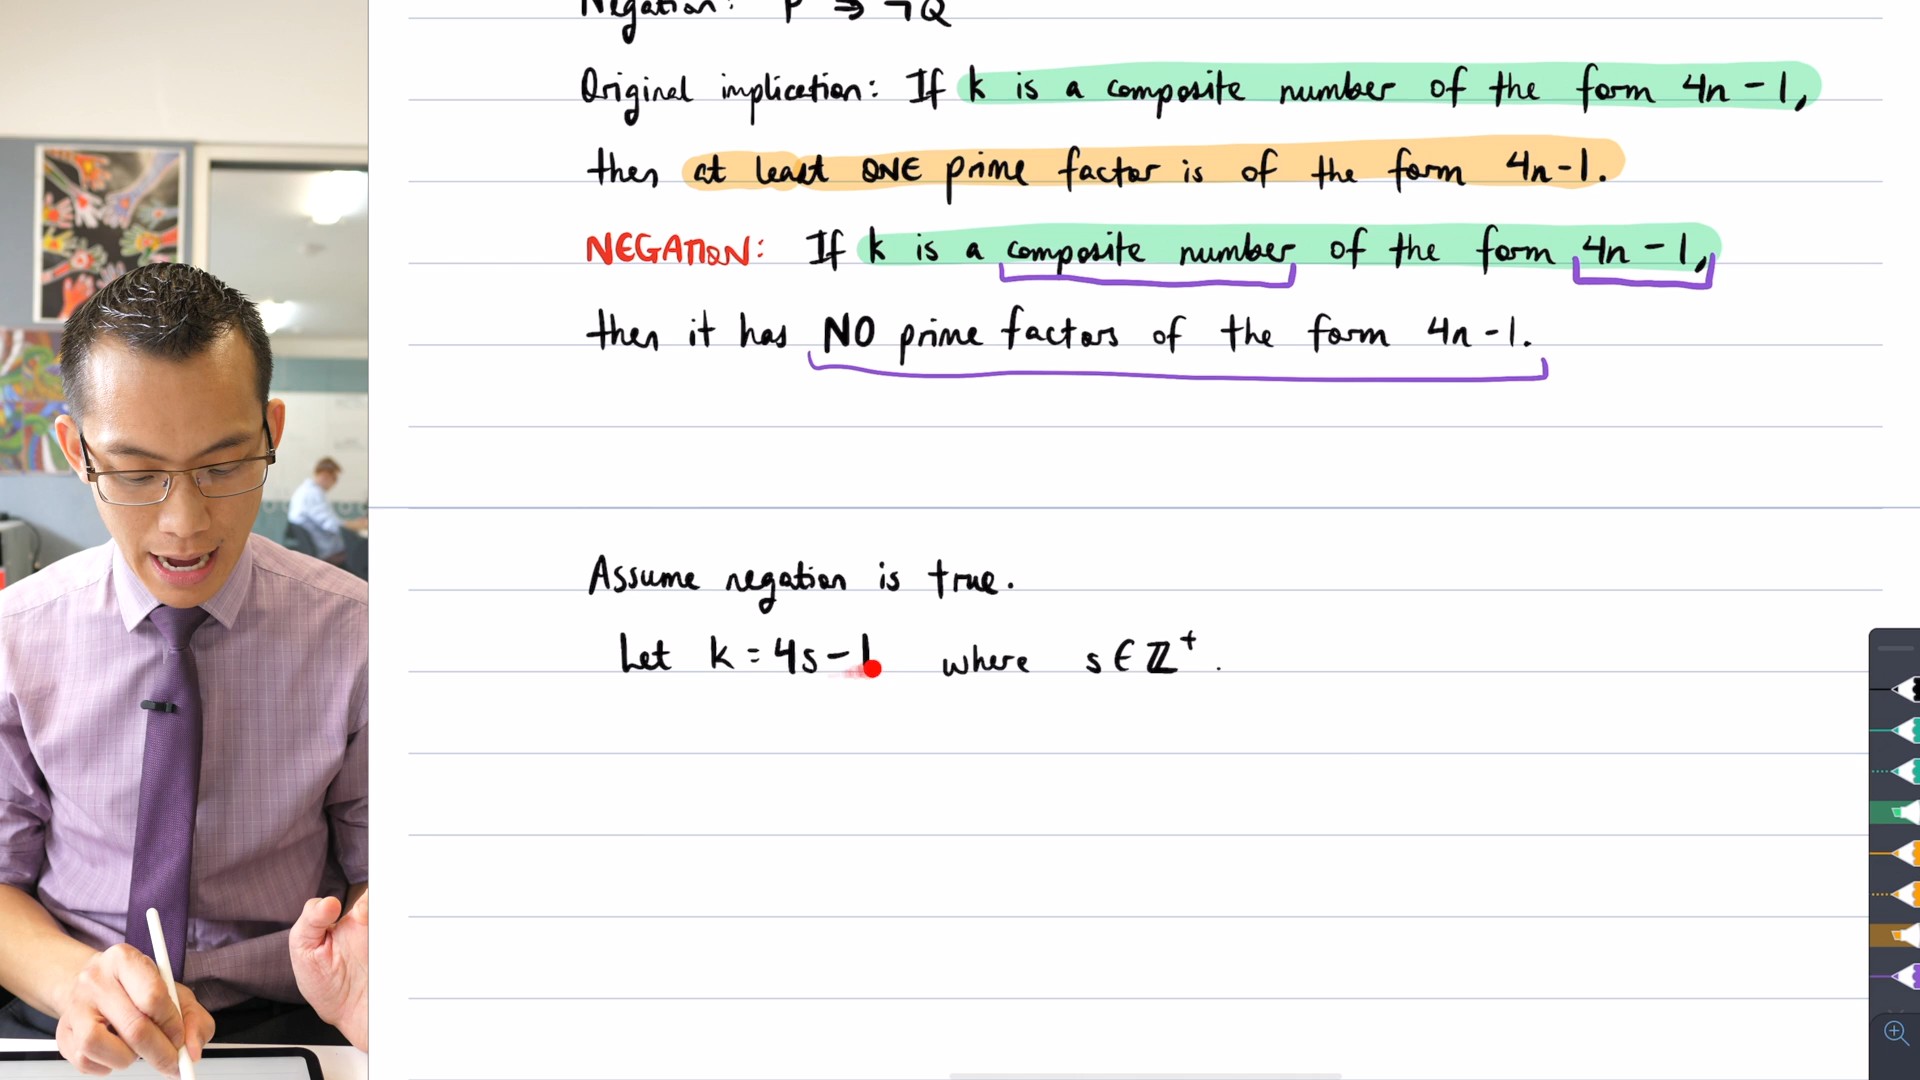 Negation: P ⇒ ¬Q
Original implication: If k is a composite number of the form 4n - 1,
then at least ONE prime factor is of the form 4n-1.
NEGATION: If k is a composite number of the form 4n - 1,
then it has NO prime factors of the form 4n-1.
Assume negation is true.
Let k = 4s - 1 where s ∈ ℤ⁺.